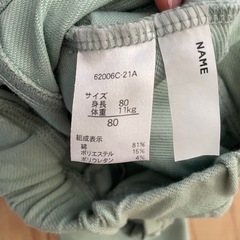 62006C-21A
サイズ
身長 80
体重 11kg
80
組成表示
綿 81%
ポリエステル 15%
ポリウレタン 4%
NAME